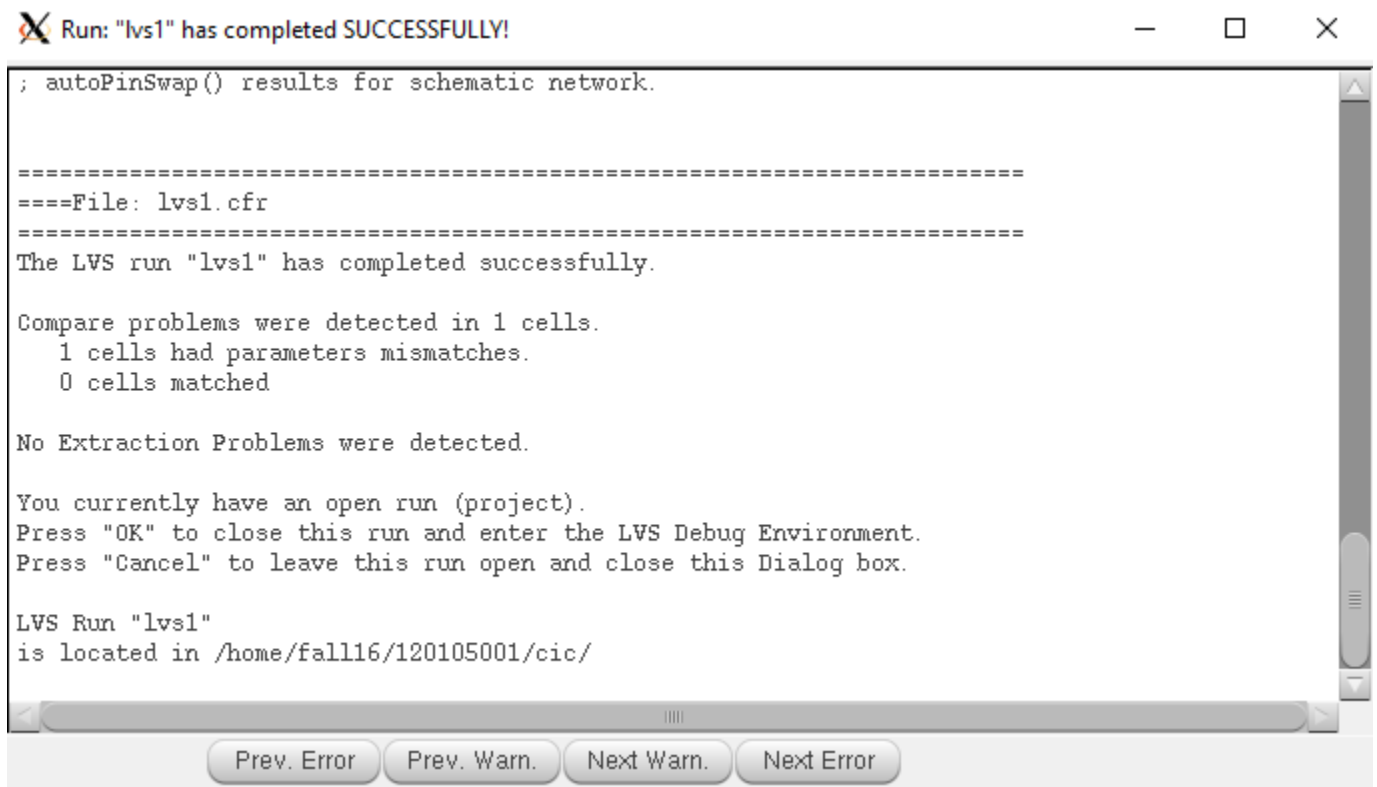 Run: "lvs1" has completed SUCCESSFULLY!
; autoPinSwap() results for schematic network.
========================================================================
====File: lvs1.cfr
========================================================================
The LVS run "lvs1" has completed successfully.
Compare problems were detected in 1 cells.
1 cells had parameters mismatches.
0 cells matched
No Extraction Problems were detected.
You currently have an open run (project).
Press "OK" to close this run and enter the LVS Debug Environment.
Press "Cancel" to leave this run open and close this Dialog box.
LVS Run "lvs1"
is located in /home/fall16/120105001/cic/
Prev. Error Prev. Warn. Next Warn. Next Error